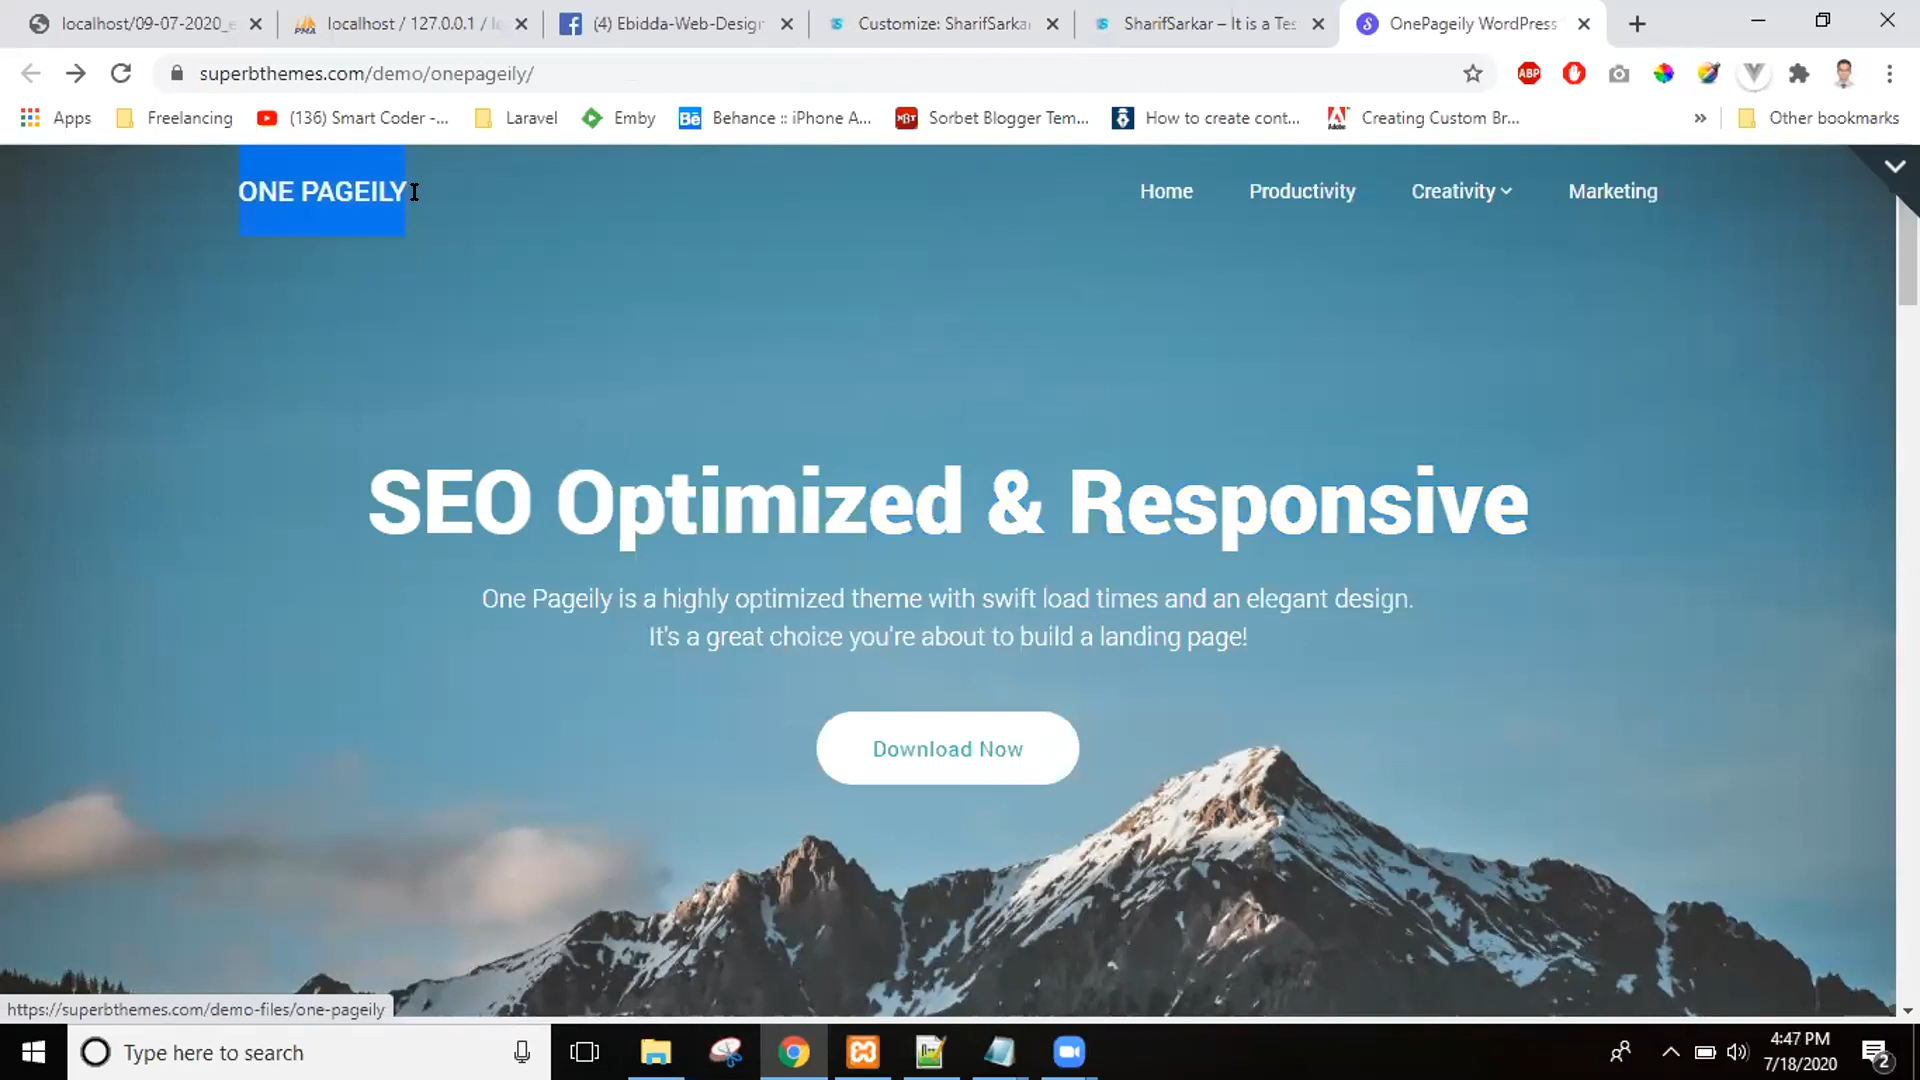 localhost/09-07-2020_e
localhost / 127.0.0.1 / le
(4) Ebidda-Web-Design
Customize: SharifSarkar
SharifSarkar – It is a Tes
OnePageily WordPress
superbthemes.com/demo/onepageily/
ABP
Apps
Freelancing
(136) Smart Coder -...
Laravel
Emby
Behance :: iPhone A...
Sorbet Blogger Tem...
How to create cont...
Creating Custom Br...
Other bookmarks
ONE PAGEILY
Home
Productivity
Creativity
Marketing
SEO Optimized & Responsive
One Pageily is a highly optimized theme with swift load times and an elegant design.
It's a great choice you're about to build a landing page!
Download Now
https://superbthemes.com/demo-files/one-pageily
Type here to search
4:47 PM
7/18/2020
2